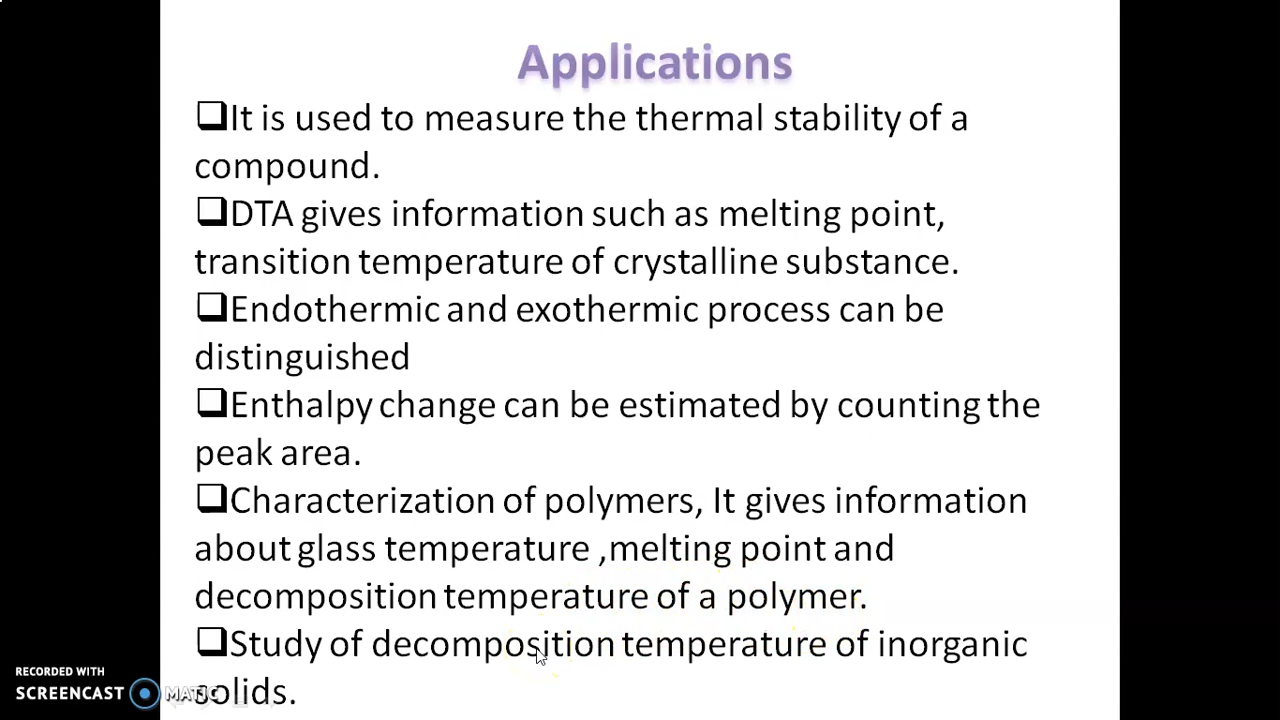 Applications
❑It is used to measure the thermal stability of a
compound.
❑DTA gives information such as melting point,
transition temperature of crystalline substance.
❑Endothermic and exothermic process can be
distinguished
❑Enthalpy change can be estimated by counting the
peak area.
❑Characterization of polymers, It gives information
about glass temperature ,melting point and
decomposition temperature of a polymer.
❑Study of decomposition temperature of inorganic
solids.
RECORDED WITH
SCREENCAST MATIC